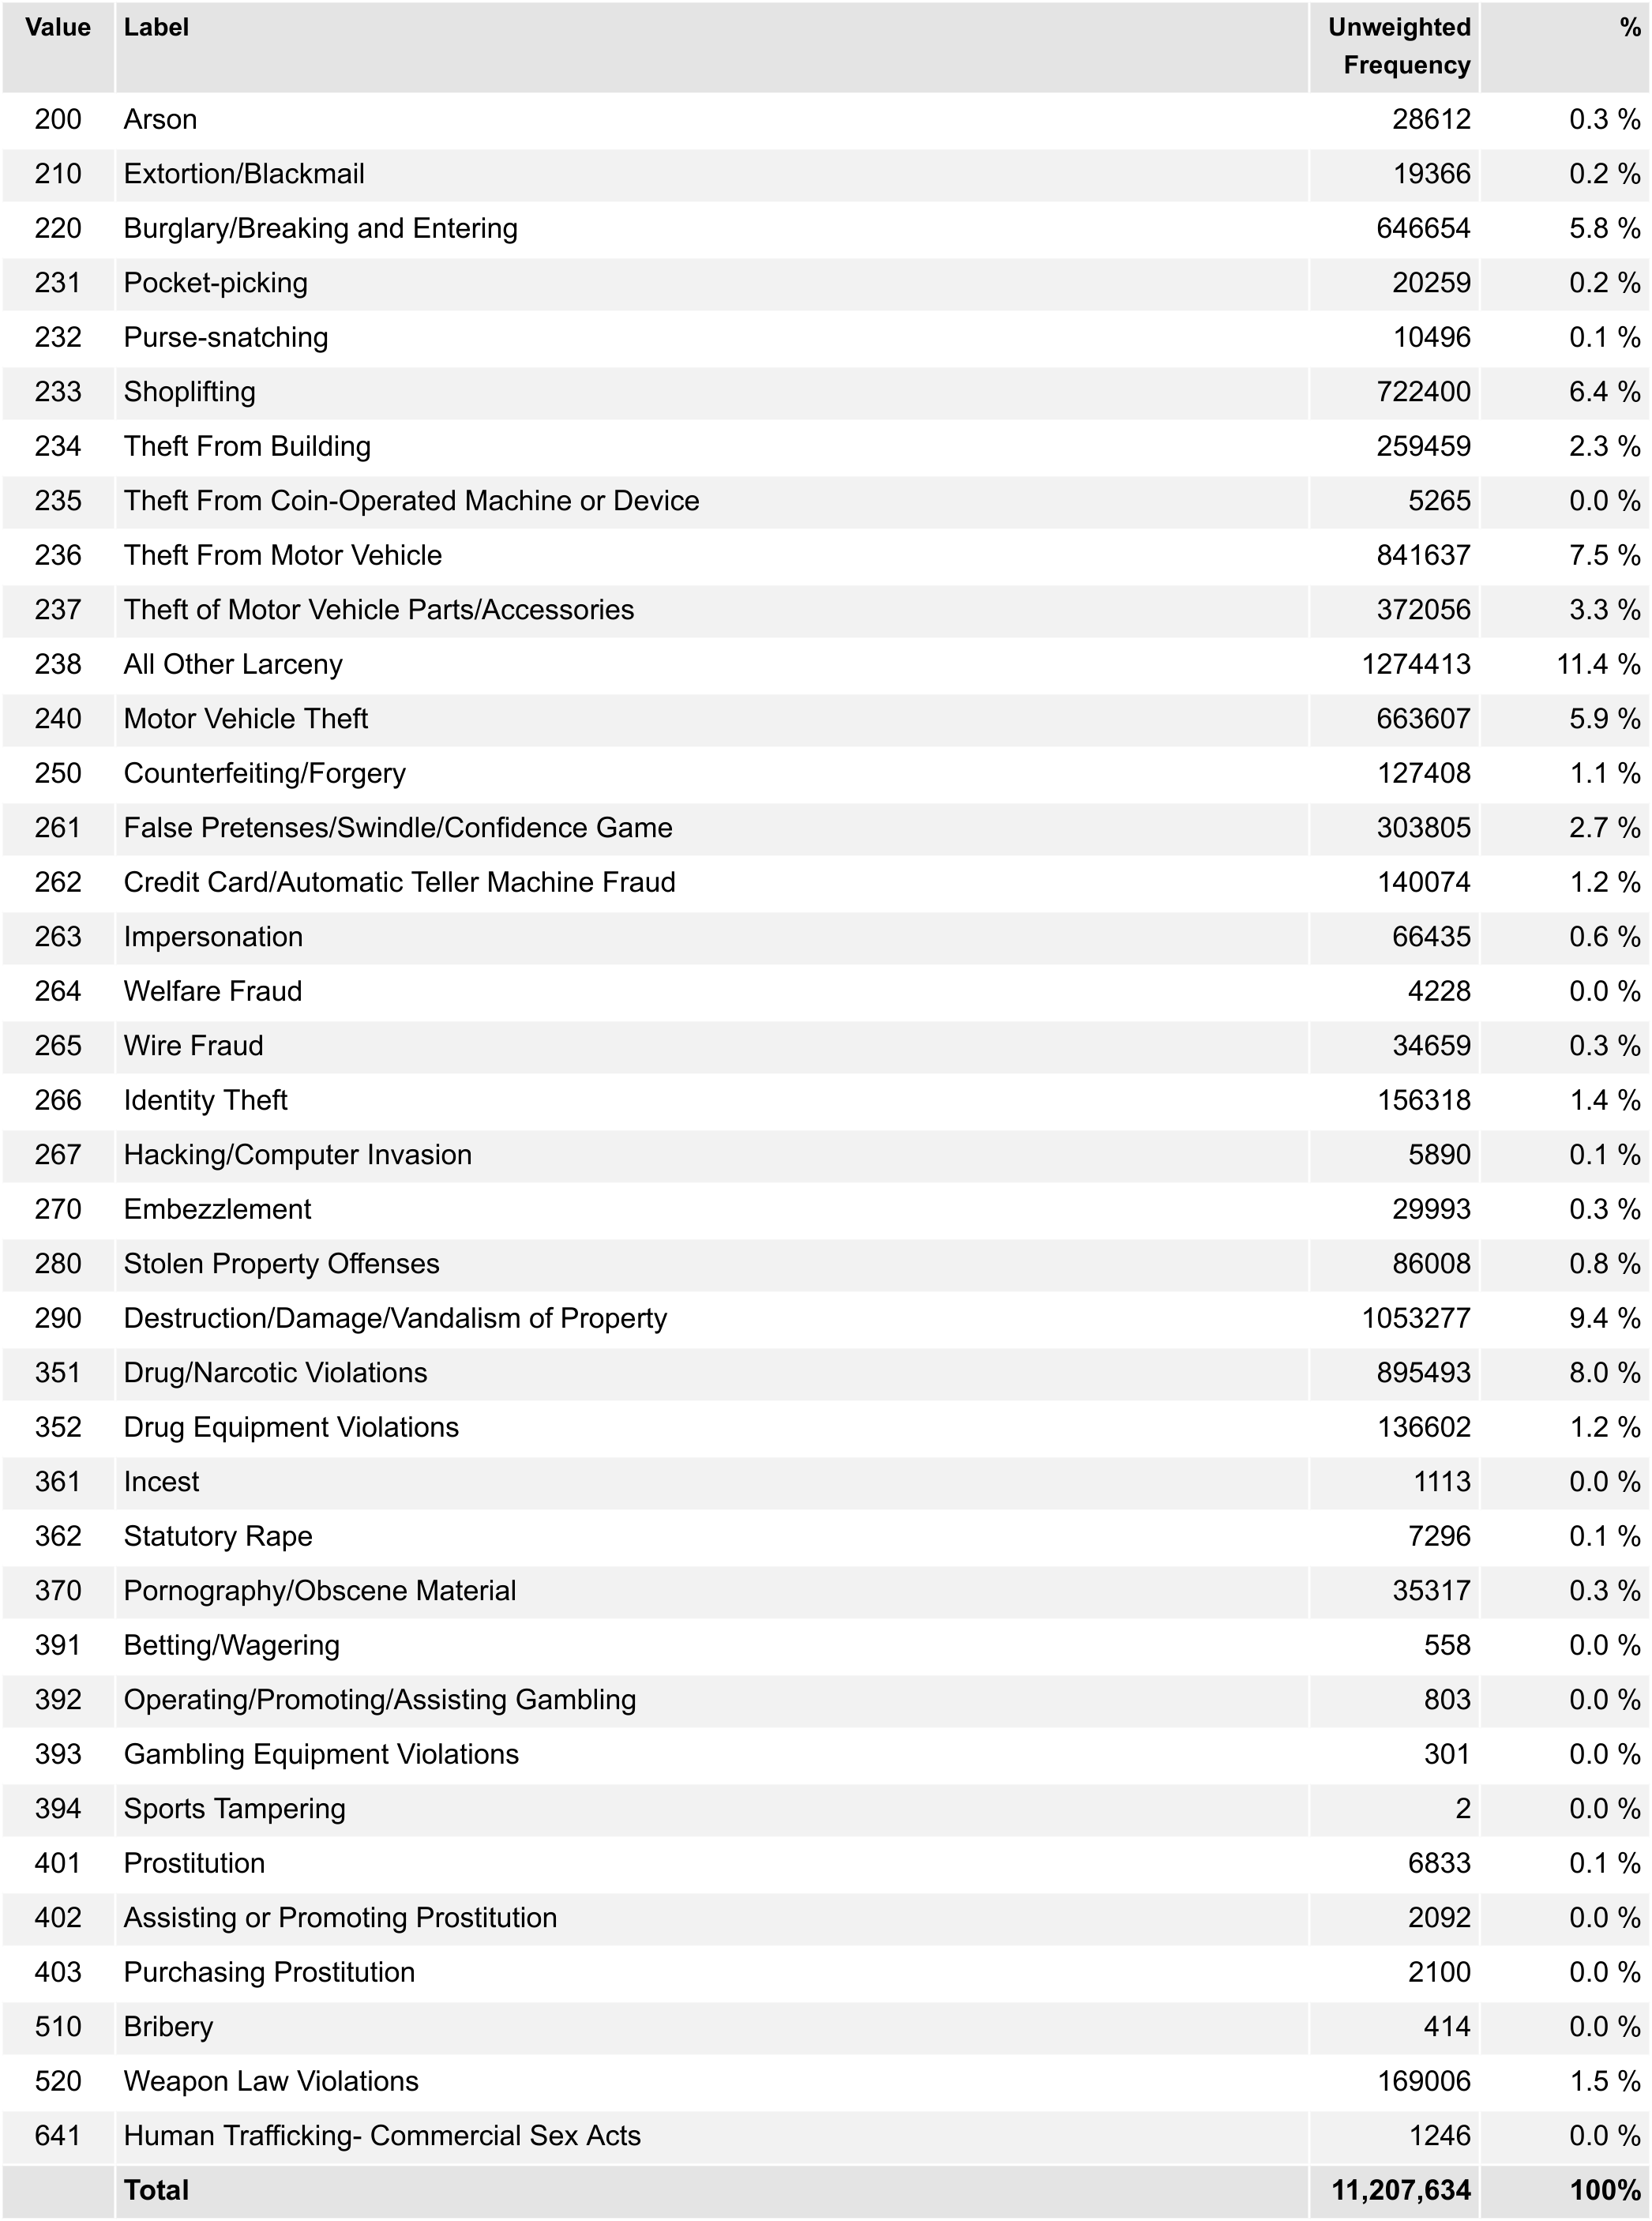 Value Label Unweighted Frequency %
200 Arson 28612 0.3 %
210 Extortion/Blackmail 19366 0.2 %
220 Burglary/Breaking and Entering 646654 5.8 %
231 Pocket-picking 20259 0.2 %
232 Purse-snatching 10496 0.1 %
233 Shoplifting 722400 6.4 %
234 Theft From Building 259459 2.3 %
235 Theft From Coin-Operated Machine or Device 5265 0.0 %
236 Theft From Motor Vehicle 841637 7.5 %
237 Theft of Motor Vehicle Parts/Accessories 372056 3.3 %
238 All Other Larceny 1274413 11.4 %
240 Motor Vehicle Theft 663607 5.9 %
250 Counterfeiting/Forgery 127408 1.1 %
261 False Pretenses/Swindle/Confidence Game 303805 2.7 %
262 Credit Card/Automatic Teller Machine Fraud 140074 1.2 %
263 Impersonation 66435 0.6 %
264 Welfare Fraud 4228 0.0 %
265 Wire Fraud 34659 0.3 %
266 Identity Theft 156318 1.4 %
267 Hacking/Computer Invasion 5890 0.1 %
270 Embezzlement 29993 0.3 %
280 Stolen Property Offenses 86008 0.8 %
290 Destruction/Damage/Vandalism of Property 1053277 9.4 %
351 Drug/Narcotic Violations 895493 8.0 %
352 Drug Equipment Violations 136602 1.2 %
361 Incest 1113 0.0 %
362 Statutory Rape 7296 0.1 %
370 Pornography/Obscene Material 35317 0.3 %
391 Betting/Wagering 558 0.0 %
392 Operating/Promoting/Assisting Gambling 803 0.0 %
393 Gambling Equipment Violations 301 0.0 %
394 Sports Tampering 2 0.0 %
401 Prostitution 6833 0.1 %
402 Assisting or Promoting Prostitution 2092 0.0 %
403 Purchasing Prostitution 2100 0.0 %
510 Bribery 414 0.0 %
520 Weapon Law Violations 169006 1.5 %
641 Human Trafficking- Commercial Sex Acts 1246 0.0 %
Total 11,207,634 100%